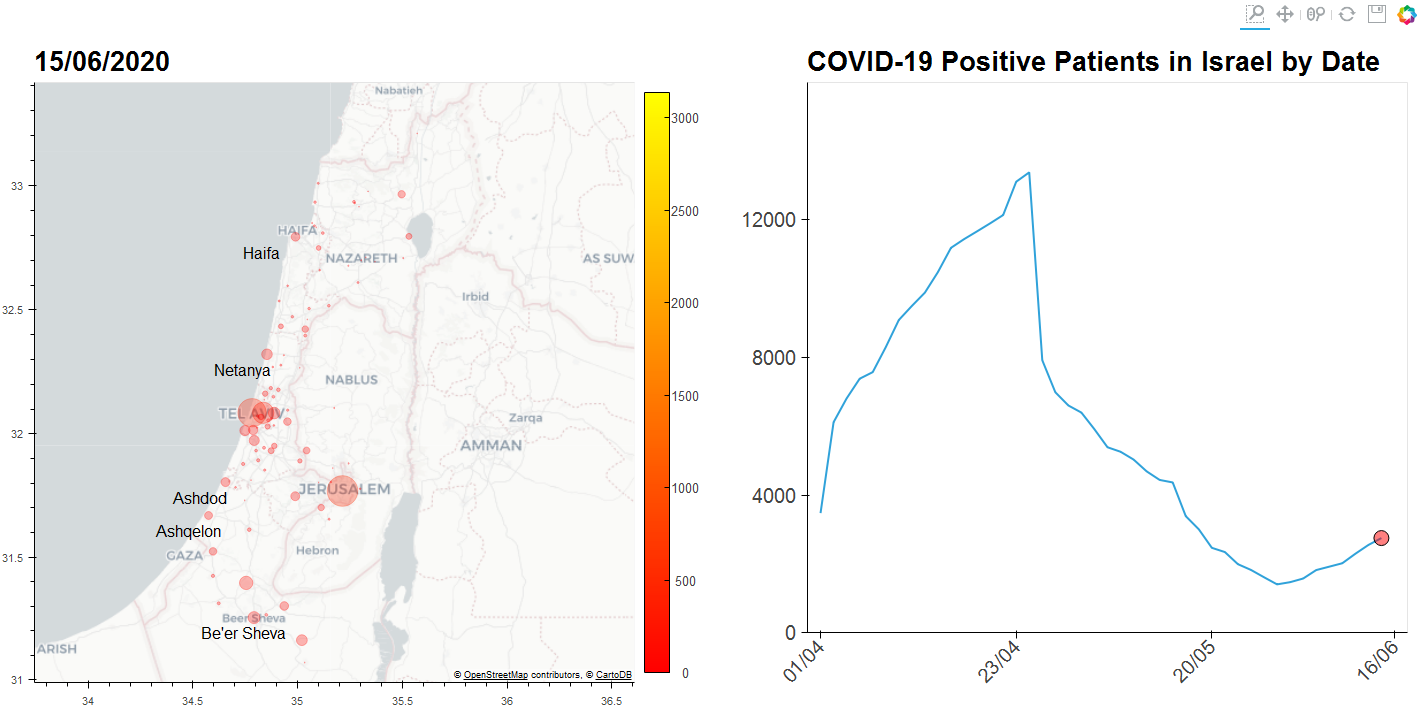 15/06/2020
COVID-19 Positive Patients in Israel by Date
Nabatieh
33
HAIFA
Haifa
NAZARETH
AS SUW
Irbid
32.5
Netanya
NABLUS
TEL AVIV
Zarqa
32
AMMAN
JERUSALEM
Ashdod
Ashqelon
GAZA
31.5
Hebron
Beer Sheva
Be'er Sheva
ARISH
31
© OpenStreetMap contributors, © CartoDB
34
34.5
35
35.5
36
36.5
3000
2500
2000
1500
1000
500
0
12000
8000
4000
0
01/04
23/04
20/05
16/06